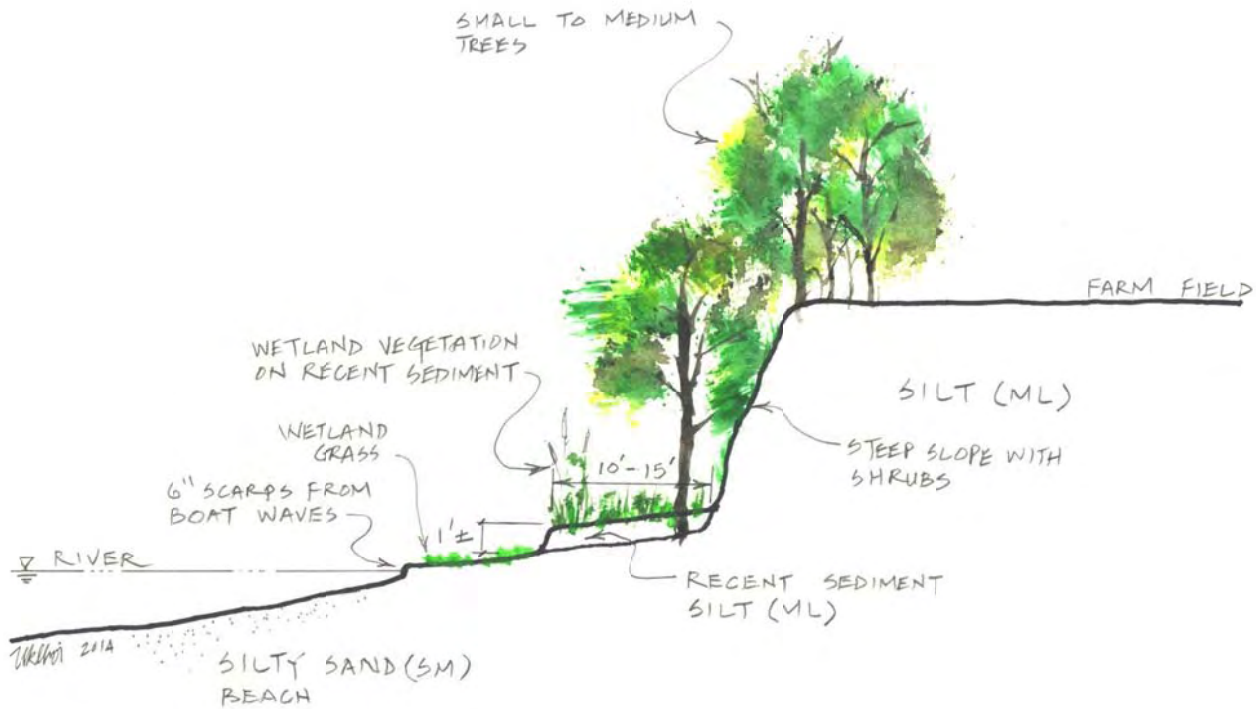 SMALL TO MEDIUM
TREES
FARM FIELD
WETLAND VEGETATION
ON RECENT SEDIMENT
SILT (ML)
WETLAND
GRASS
10'-15'
STEEP SLOPE WITH
SHRUBS
6" SCARPS FROM
BOAT WAVES
1'±
RIVER
RECENT SEDIMENT
SILT (ML)
2014
SILTY SAND (SM)
BEACH